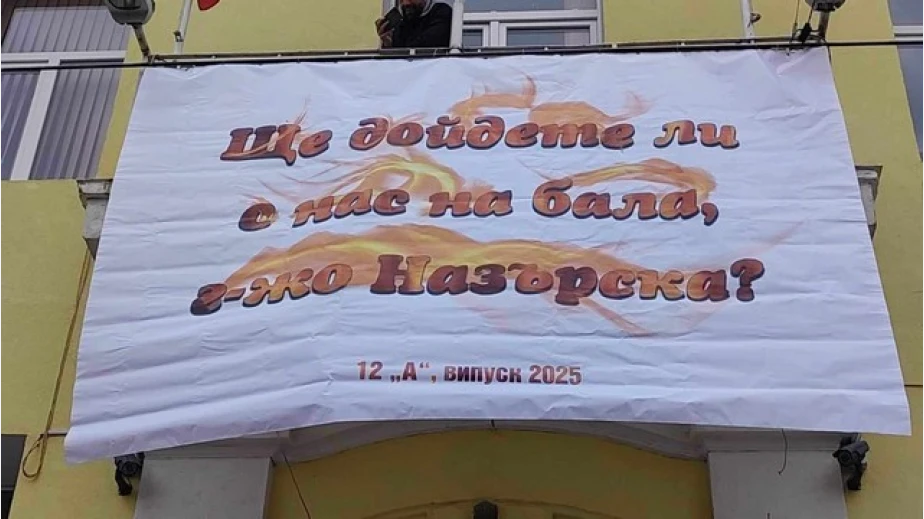 Ще дойдете ли
с нас на бала,
г-жо Назърска?
12 „А“, випуск 2025